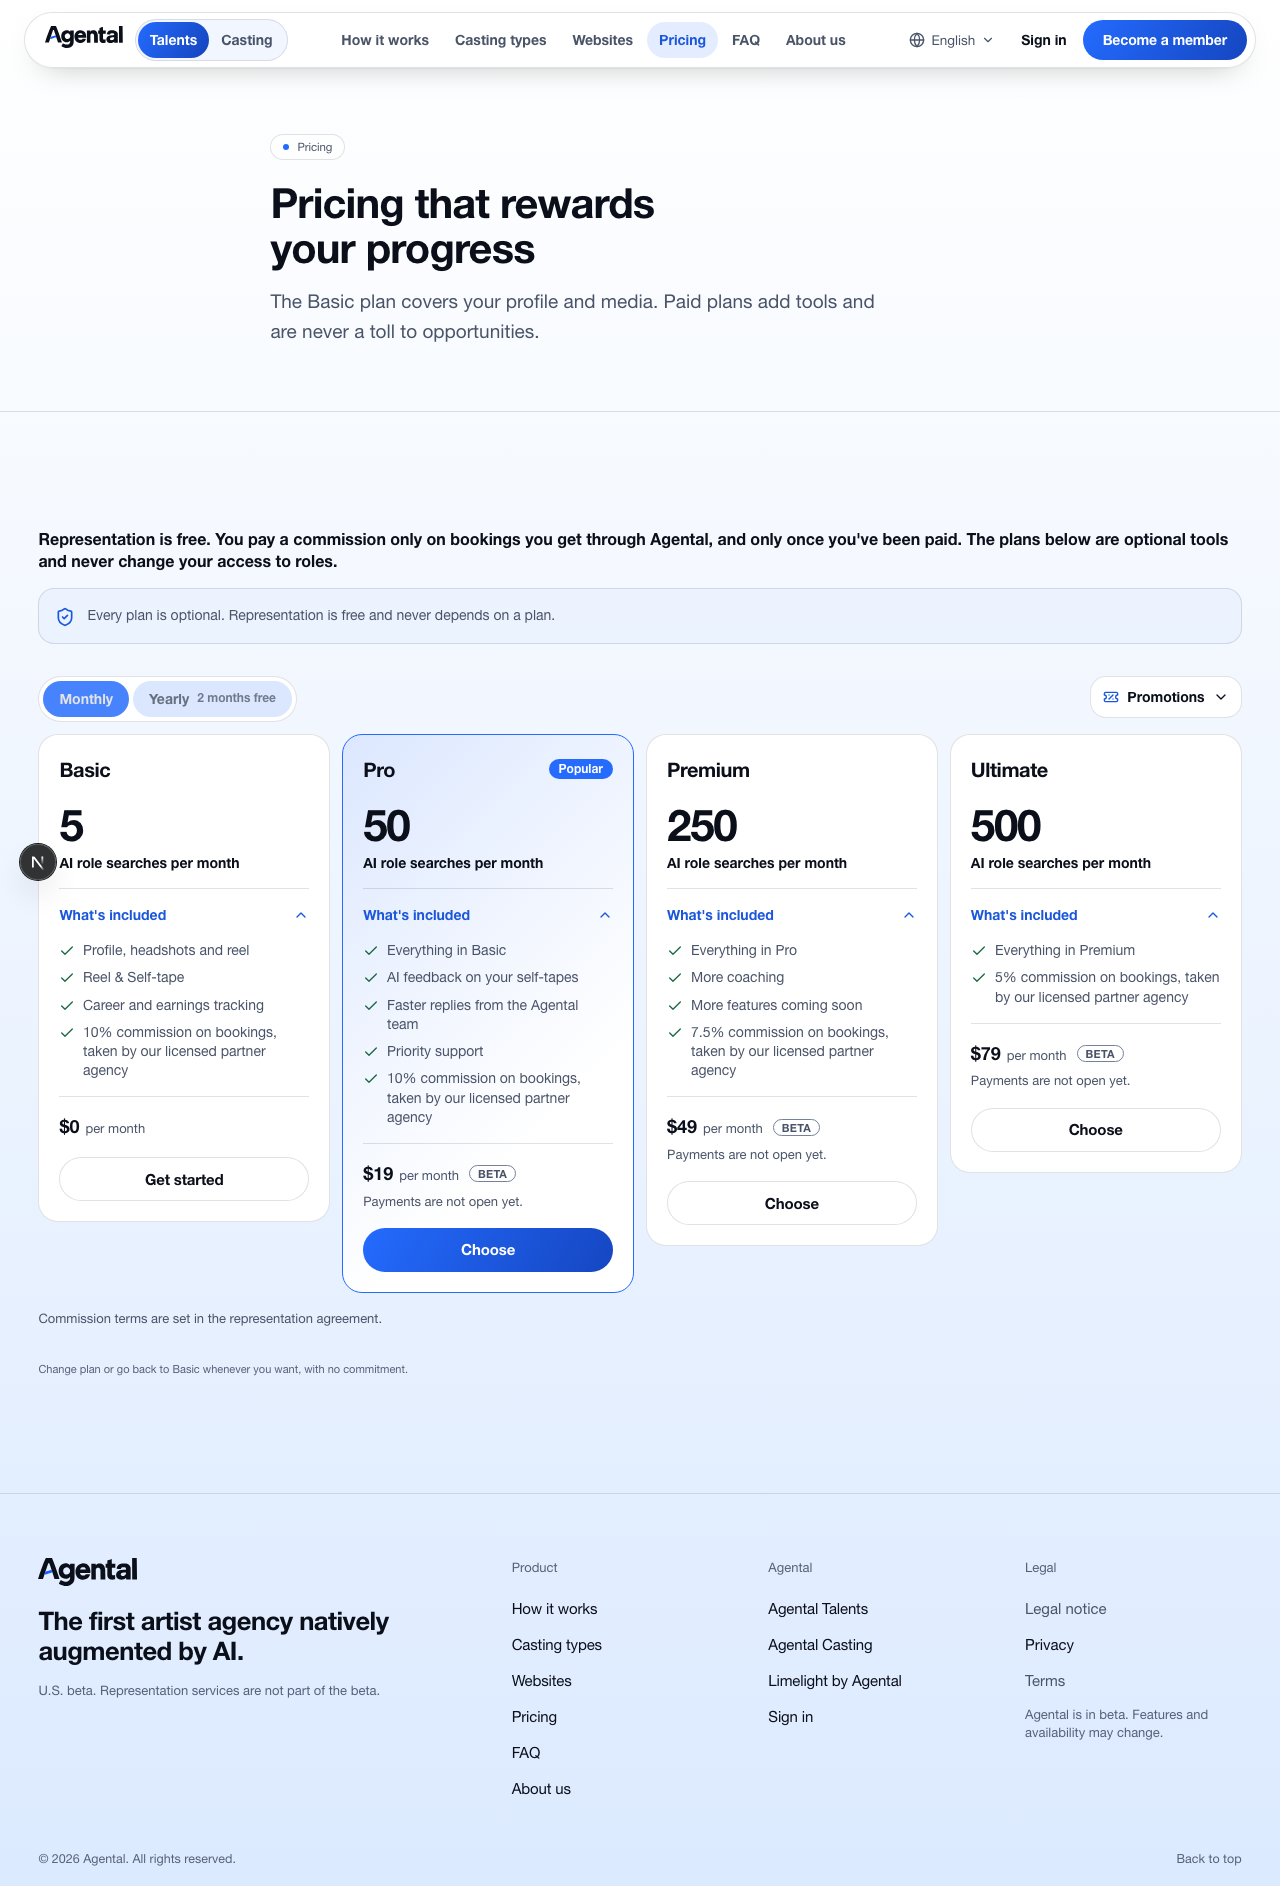 Agental
Talents
Casting
How it works
Casting types
Websites
Pricing
FAQ
About us
English
Sign in
Become a member
Pricing
Pricing that rewards
your progress
The Basic plan covers your profile and media. Paid plans add tools and
are never a toll to opportunities.
Representation is free. You pay a commission only on bookings you get through Agental, and only once you've been paid. The plans below are optional tools
and never change your access to roles.
Every plan is optional. Representation is free and never depends on a plan.
Monthly
Yearly 2 months free
Promotions
Basic
5
AI role searches per month
What's included
Profile, headshots and reel
Reel & Self-tape
Career and earnings tracking
10% commission on bookings,
taken by our licensed partner
agency
$0 per month
Get started
Pro
Popular
50
AI role searches per month
What's included
Everything in Basic
AI feedback on your self-tapes
Faster replies from the Agental
team
Priority support
10% commission on bookings,
taken by our licensed partner
agency
$19 per month BETA
Payments are not open yet.
Choose
Premium
250
AI role searches per month
What's included
Everything in Pro
More coaching
More features coming soon
7.5% commission on bookings,
taken by our licensed partner
agency
$49 per month BETA
Payments are not open yet.
Choose
Ultimate
500
AI role searches per month
What's included
Everything in Premium
5% commission on bookings, taken
by our licensed partner agency
$79 per month BETA
Payments are not open yet.
Choose
N
Commission terms are set in the representation agreement.
Change plan or go back to Basic whenever you want, with no commitment.
Agental
The first artist agency natively
augmented by AI.
U.S. beta. Representation services are not part of the beta.
Product
How it works
Casting types
Websites
Pricing
FAQ
About us
Agental
Agental Talents
Agental Casting
Limelight by Agental
Sign in
Legal
Legal notice
Privacy
Terms
Agental is in beta. Features and
availability may change.
© 2026 Agental. All rights reserved.
Back to top